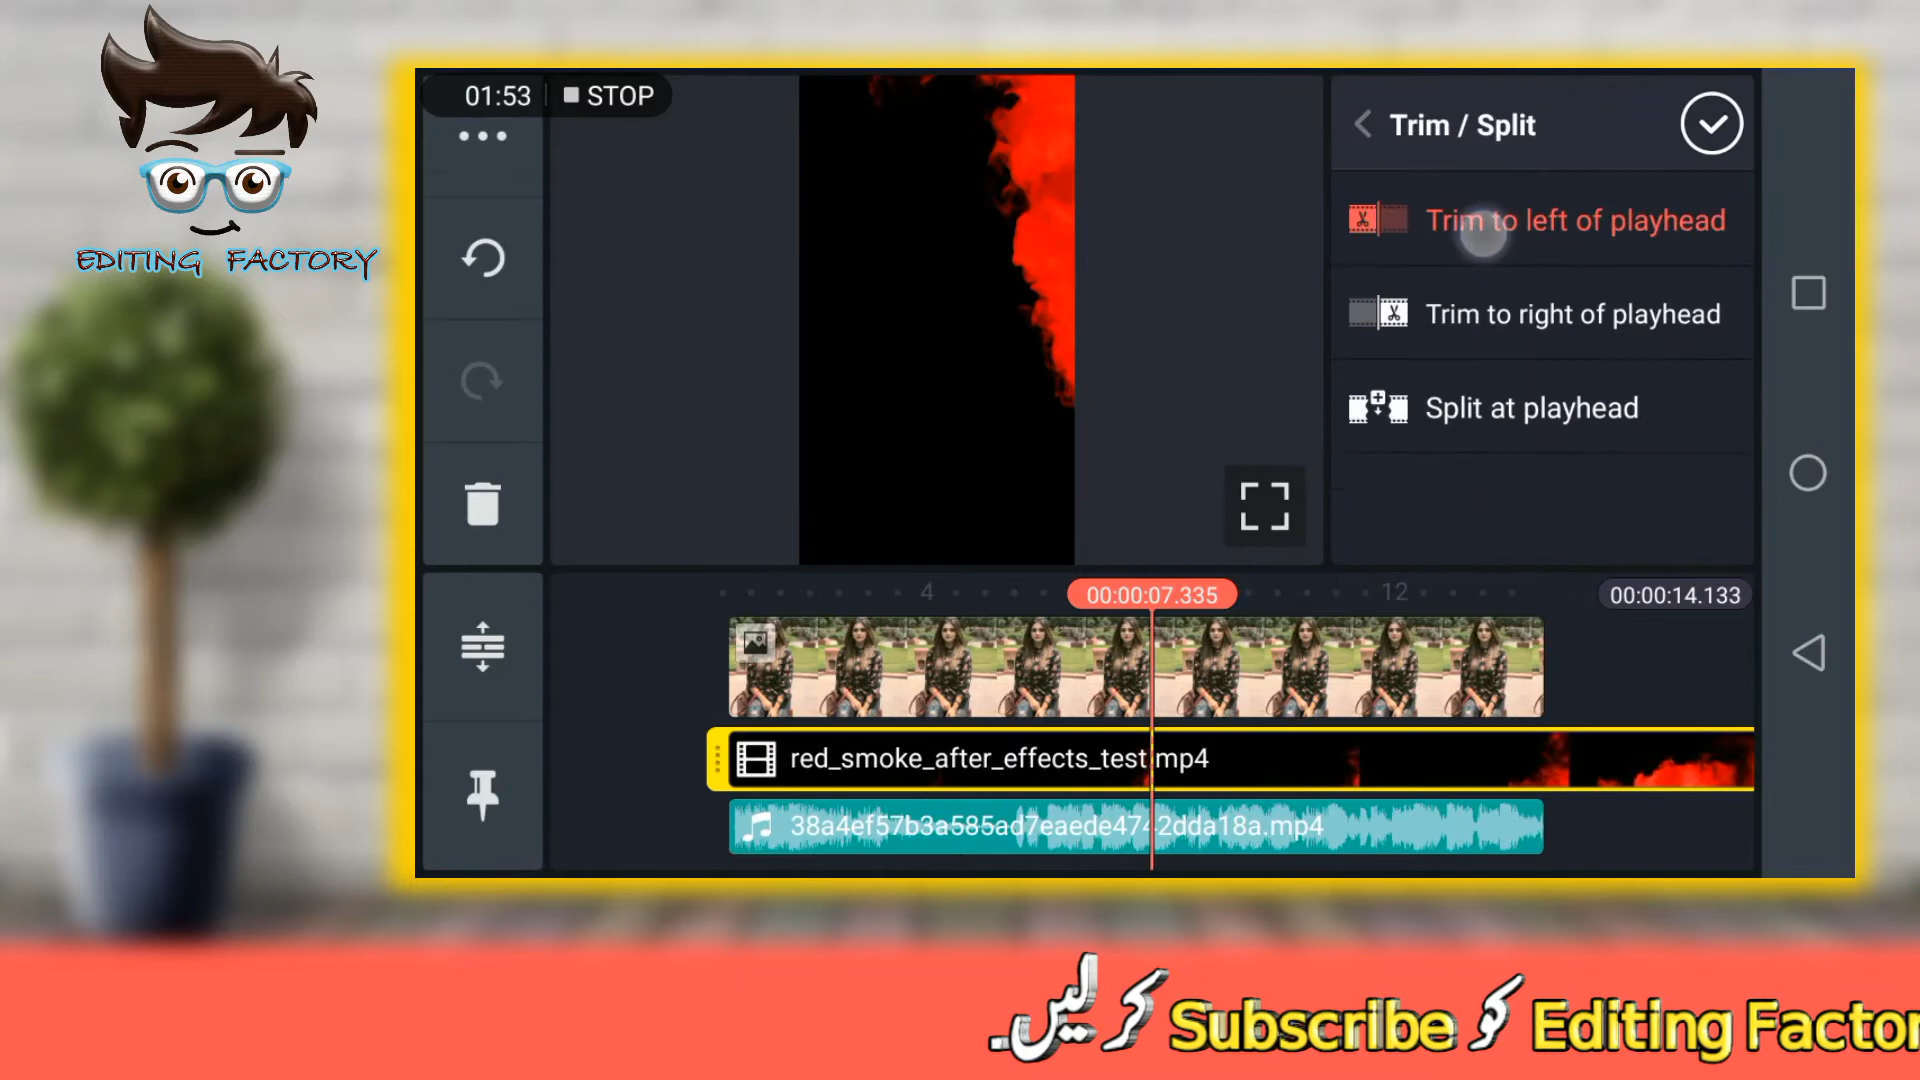 01:53
STOP
EDITING FACTORY
Trim / Split
Trim to left of playhead
Trim to right of playhead
Split at playhead
4
00:00:07.335
12
00:00:14.133
red_smoke_after_effects_test.mp4
38a4ef57b3a585ad7eaede4742dda18a.mp4
Editing Factor کو Subscribe کر لیں۔